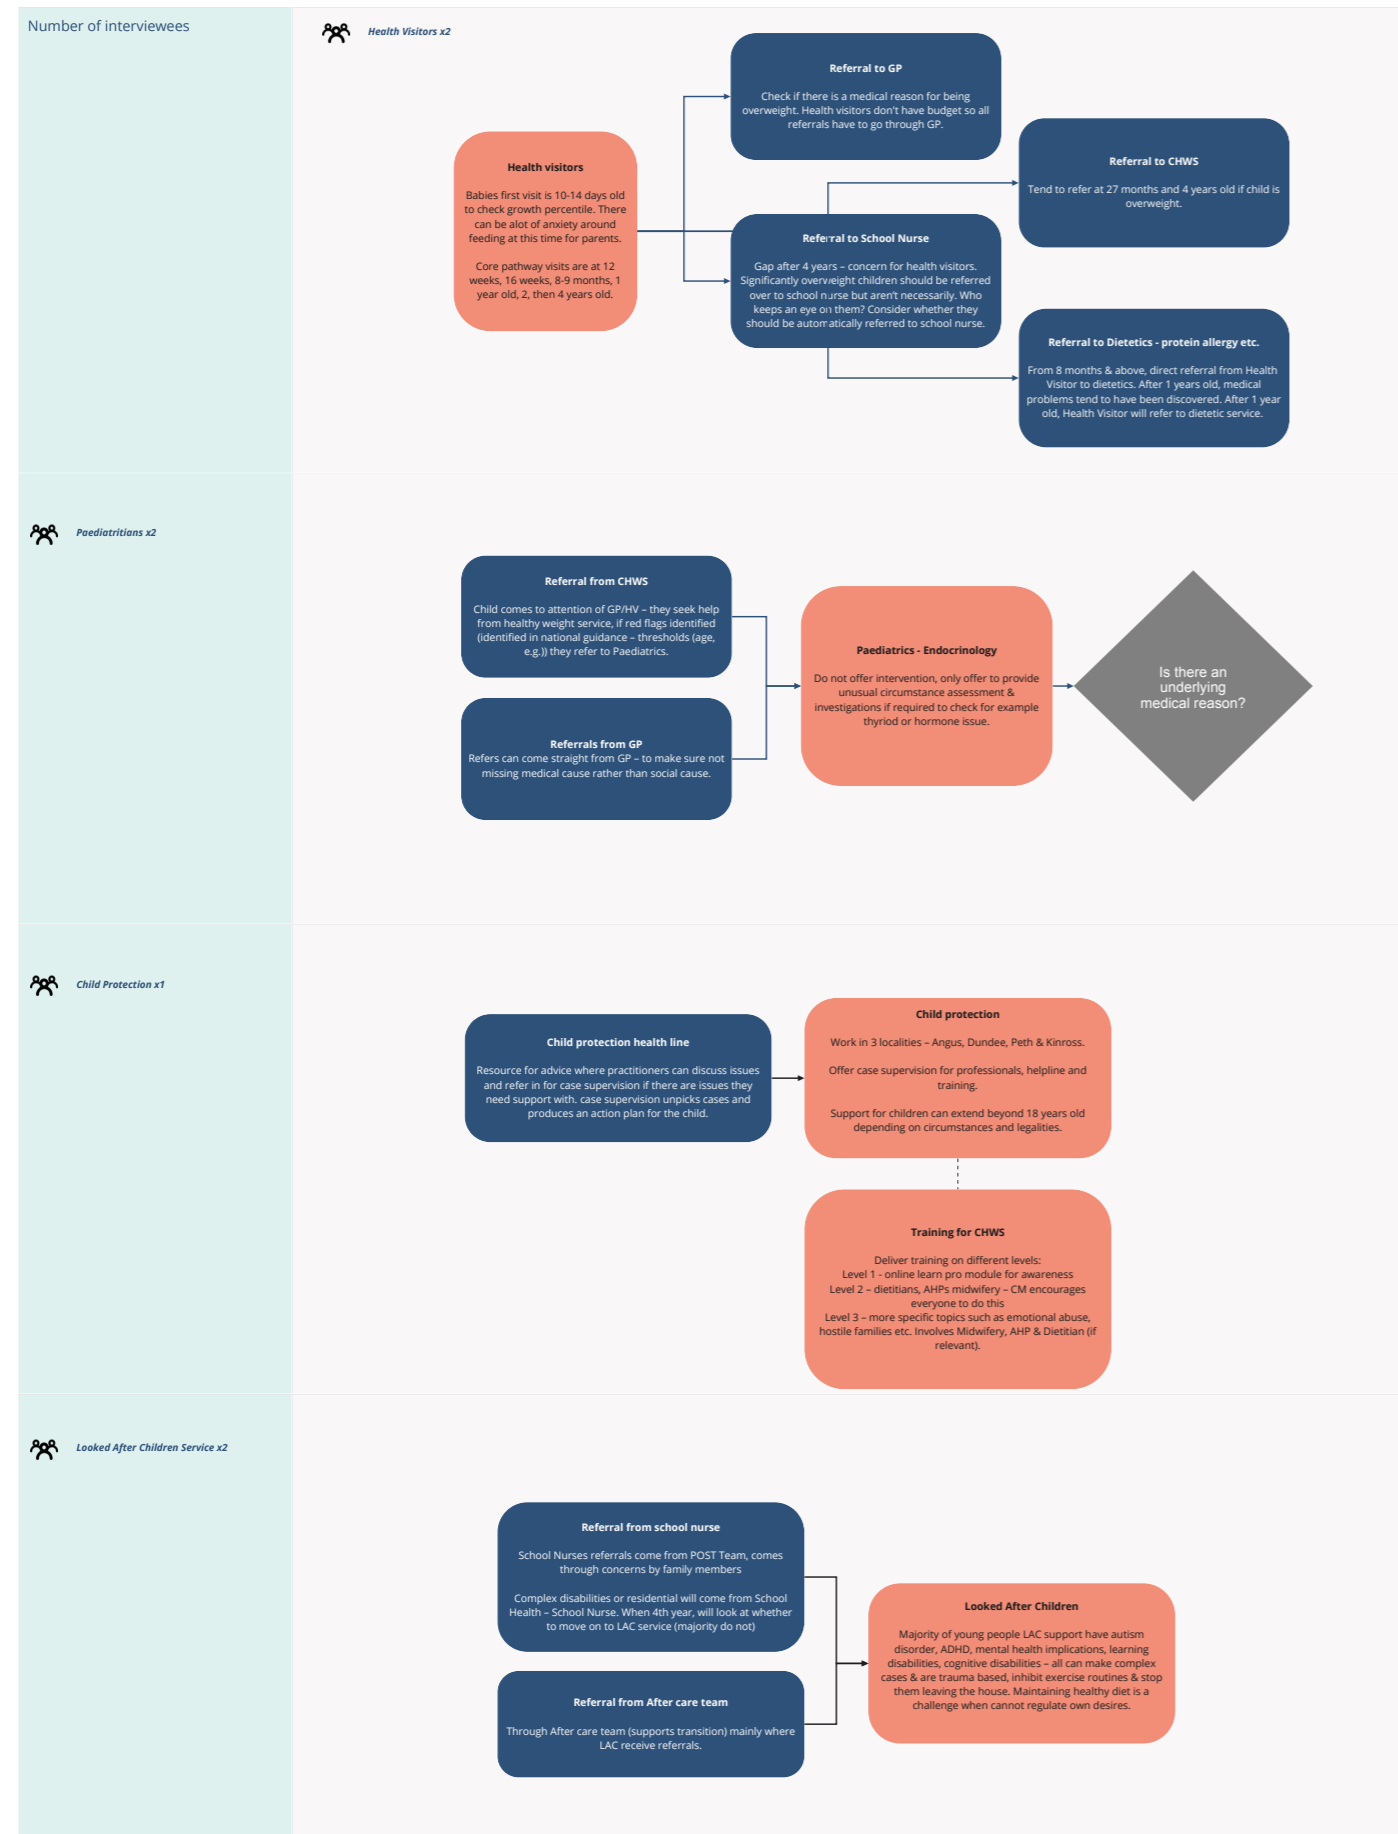 Number of interviewees
Health Visitors x2
Referral to GP
Check if there is a medical reason for being
overweight. Health visitors don't have budget so all
referrals have to go through GP.
Health visitors
Babies first visit is 10-14 days old
to check growth percentile. There
can be alot of anxiety around
feeding at this time for parents.
Core pathway visits are at 12
weeks, 16 weeks, 8-9 months, 1
year old, 2, then 4 years old.
Referral to CHWS
Tend to refer at 27 months and 4 years old if child is
overweight.
Referral to School Nurse
Gap after 4 years – concern for health visitors.
Significantly overweight children should be referred
over to school nurse but aren't necessarily. Who
keeps an eye on them? Consider whether they
should be automatically referred to school nurse.
Referral to Dietetics - protein allergy etc.
From 8 months & above, direct referral from Health
Visitor to dietetics. After 1 years old, medical
problems tend to have been discovered. After 1 year
old, Health Visitor will refer to dietetic service.
Paediatritians x2
Referral from CHWS
Child comes to attention of GP/HV – they seek help
from healthy weight service, if red flags identified
(identified in national guidance – thresholds (age,
e.g.)) they refer to Paediatrics.
Referrals from GP
Refers can come straight from GP – to make sure not
missing medical cause rather than social cause.
Paediatrics - Endocrinology
Do not offer intervention, only offer to provide
unusual circumstance assessment &
investigations if required to check for example
thyriod or hormone issue.
Is there an
underlying
medical reason?
Child Protection x1
Child protection health line
Resource for advice where practitioners can discuss issues
and refer in for case supervision if there are issues they
need support with. case supervision unpicks cases and
produces an action plan for the child.
Child protection
Work in 3 localities – Angus, Dundee, Peth & Kinross.
Offer case supervision for professionals, helpline and
training.
Support for children can extend beyond 18 years old
depending on circumstances and legalities.
Training for CHWS
Deliver training on different levels:
Level 1 - online learn pro module for awareness
Level 2 – dietitians, AHPs midwifery – CM encourages
everyone to do this
Level 3 – more specific topics such as emotional abuse,
hostile families etc. Involves Midwifery, AHP & Dietitian (if
relevant).
Looked After Children Service x2
Referral from school nurse
School Nurses referrals come from POST Team, comes
through concerns by family members
Complex disabilities or residential will come from School
Health – School Nurse. When 4th year, will look at whether
to move on to LAC service (majority do not)
Referral from After care team
Through After care team (supports transition) mainly where
LAC receive referrals.
Looked After Children
Majority of young people LAC support have autism
disorder, ADHD, mental health implications, learning
disabilities, cognitive disabilities – all can make complex
cases & are trauma based, inhibit exercise routines & stop
them leaving the house. Maintaining healthy diet is a
challenge when cannot regulate own desires.